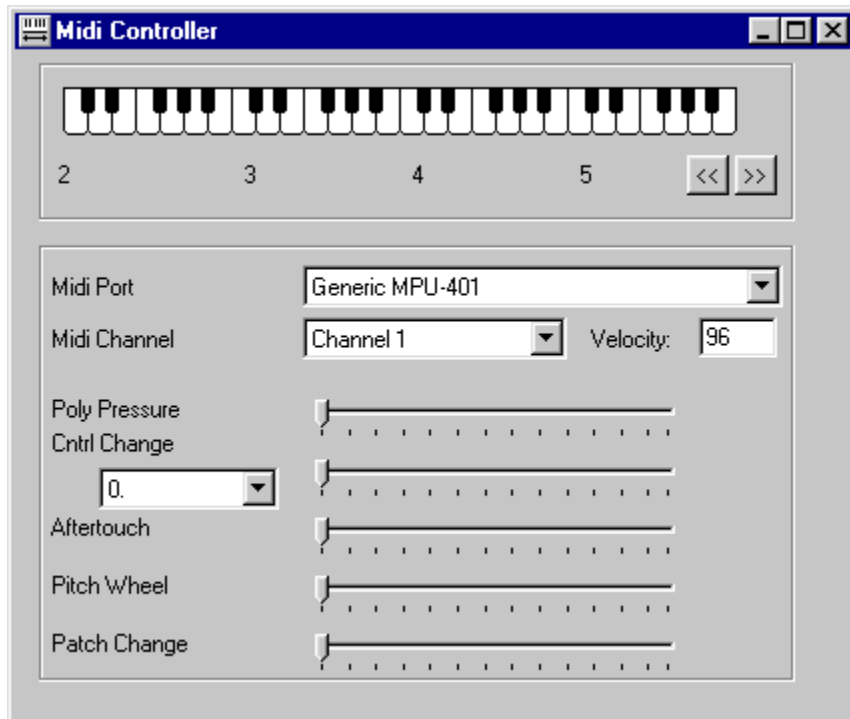 Midi Controller
2 3 4 5 << >>
Midi Port Generic MPU-401
Midi Channel Channel 1 Velocity: 96
Poly Pressure
Cntrl Change
0.
Aftertouch
Pitch Wheel
Patch Change